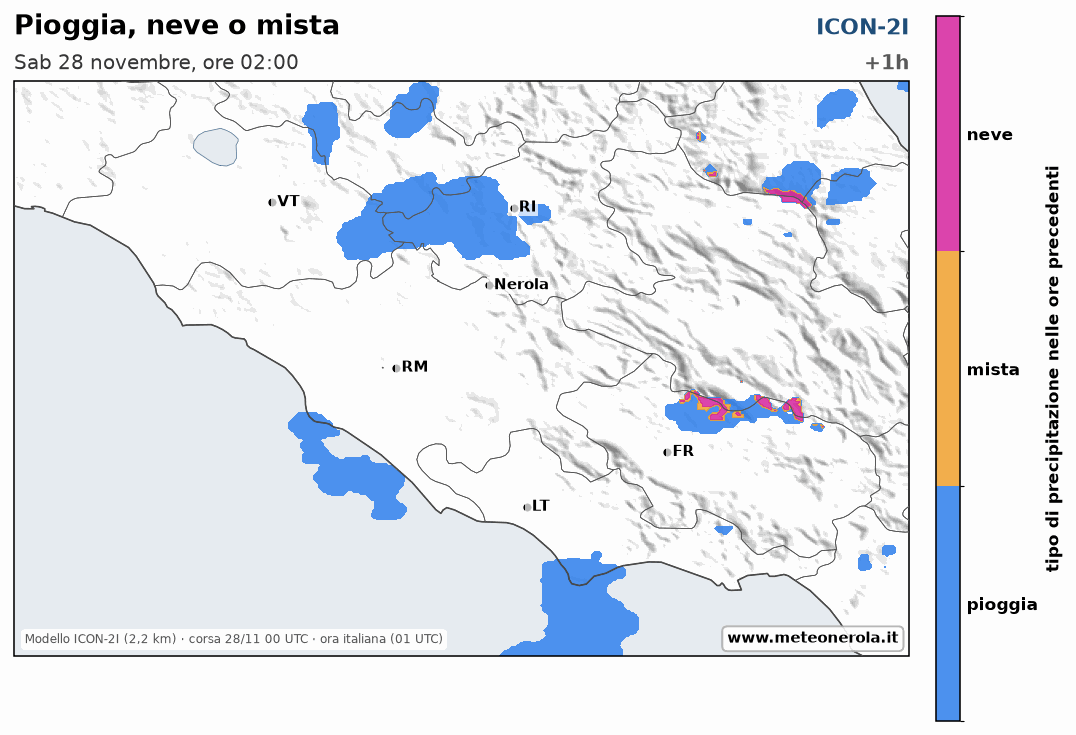 Pioggia, neve o mista
ICON-2I
Sab 28 novembre, ore 02:00
+1h
neve
mista
pioggia
tipo di precipitazione nelle ore precedenti
VT
RI
Nerola
RM
FR
LT
Modello ICON-2I (2,2 km) · corsa 28/11 00 UTC · ora italiana (01 UTC)
www.meteonerola.it